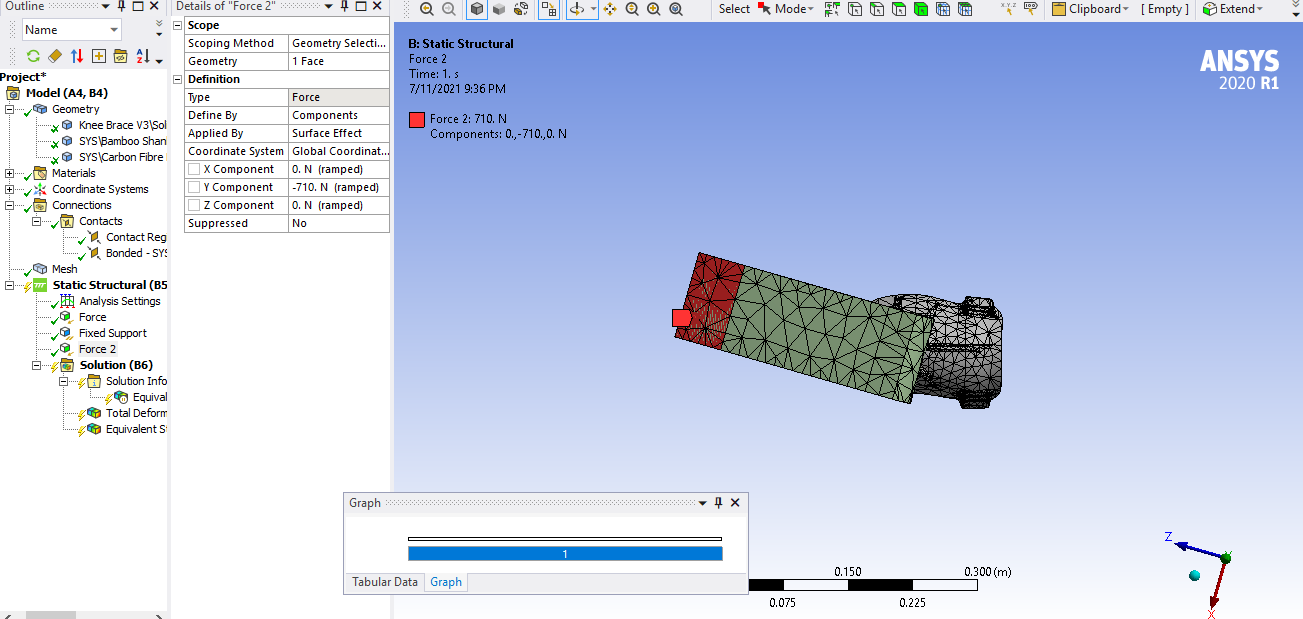 Outline
Name
Project*
Model (A4, B4)
Geometry
Knee Brace V3\Sol
SYS\Bamboo Shan
SYS\Carbon Fibre
Materials
Coordinate Systems
Connections
Contacts
Contact Reg
Bonded - SYS
Mesh
Static Structural (B5
Analysis Settings
Force
Fixed Support
Force 2
Solution (B6)
Solution Info
Equival
Total Deform
Equivalent S
Details of "Force 2"
Scope
Scoping Method Geometry Selecti...
Geometry 1 Face
Definition
Type Force
Define By Components
Applied By Surface Effect
Coordinate System Global Coordinat...
X Component 0. N (ramped)
Y Component -710. N (ramped)
Z Component 0. N (ramped)
Suppressed No
Select Mode Clipboard [ Empty ] Extend
B: Static Structural
Force 2
Time: 1. s
7/11/2021 9:36 PM
Force 2: 710. N
Components: 0.,-710.,0. N
ANSYS
2020 R1
Graph
1
Tabular Data Graph
0.150 0.300 (m)
0.075 0.225
Z
Y
X